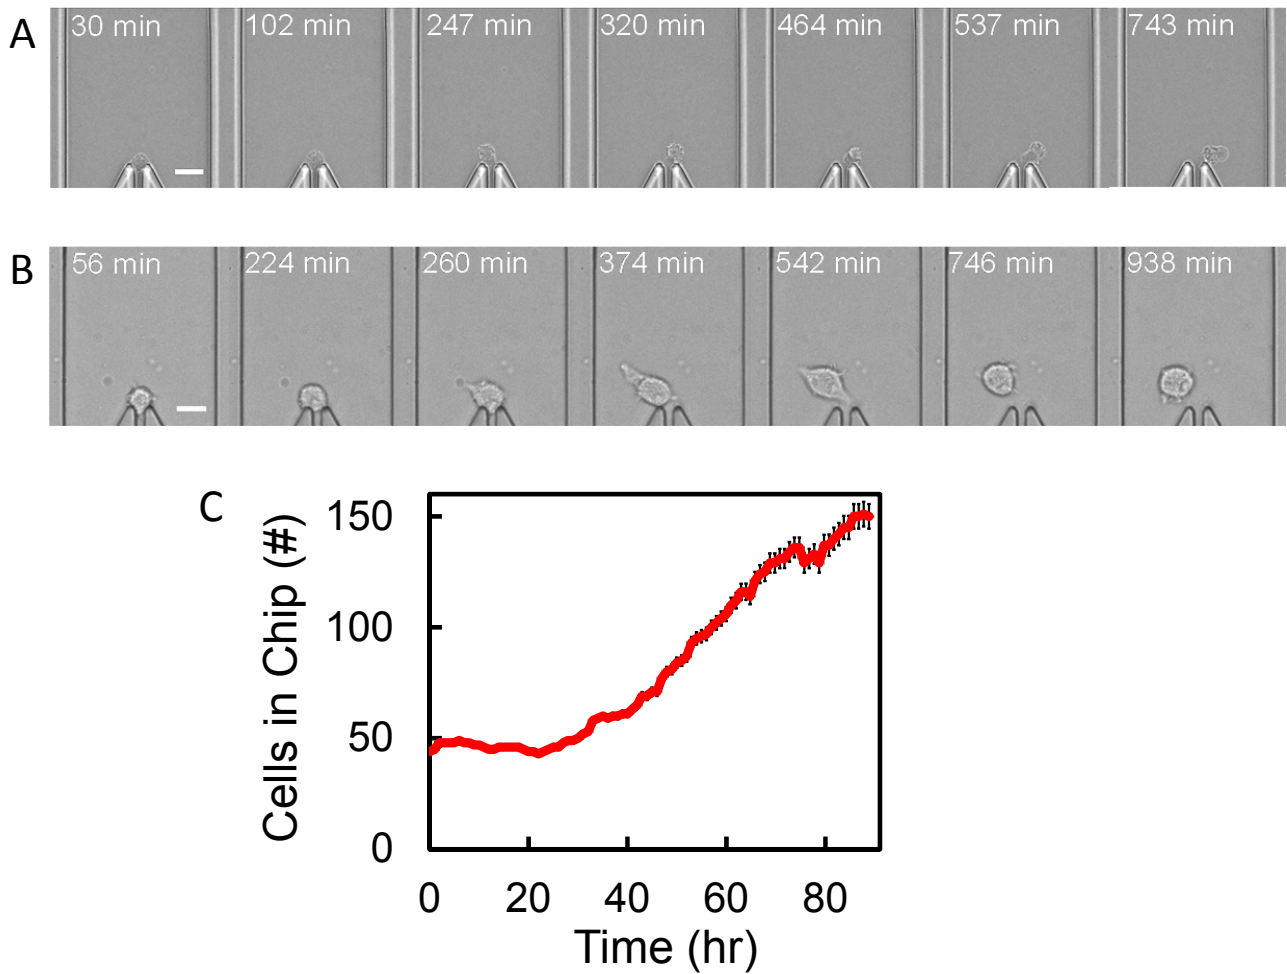 A
30 min 102 min 247 min 320 min 464 min 537 min 743 min
B
56 min 224 min 260 min 374 min 542 min 746 min 938 min
C
Cells in Chip (#)
150
100
50
0
0 20 40 60 80
Time (hr)